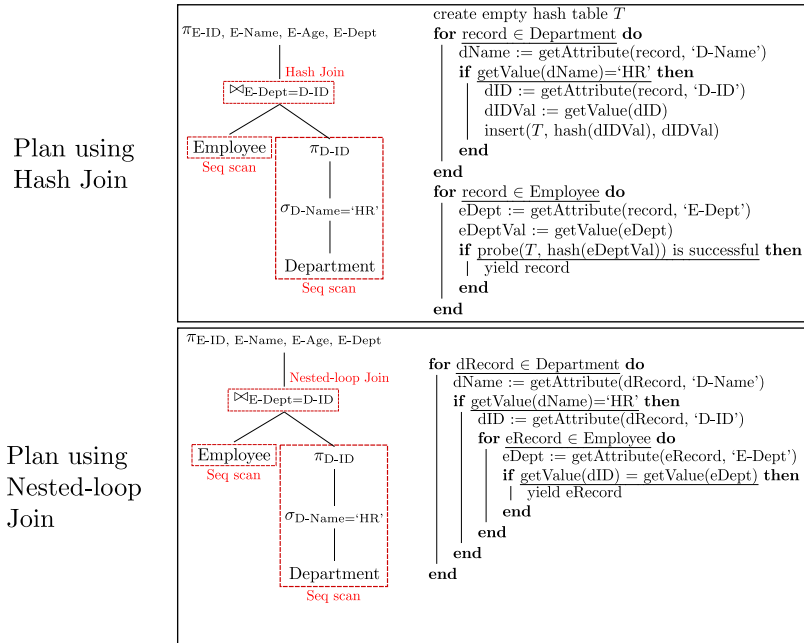 Plan using
Hash Join
πE-ID, E-Name, E-Age, E-Dept
Hash Join
⋈E-Dept=D-ID
Employee
Seq scan
πD-ID
σD-Name=‘HR’
Department
Seq scan
create empty hash table T
for record ∈ Department do
dName := getAttribute(record, ‘D-Name’)
if getValue(dName)=‘HR’ then
dID := getAttribute(record, ‘D-ID’)
dIDVal := getValue(dID)
insert(T, hash(dIDVal), dIDVal)
end
end
for record ∈ Employee do
eDept := getAttribute(record, ‘E-Dept’)
eDeptVal := getValue(eDept)
if probe(T, hash(eDeptVal)) is successful then
yield record
end
end
Plan using
Nested-loop
Join
πE-ID, E-Name, E-Age, E-Dept
Nested-loop Join
⋈E-Dept=D-ID
Employee
Seq scan
πD-ID
σD-Name=‘HR’
Department
Seq scan
for dRecord ∈ Department do
dName := getAttribute(dRecord, ‘D-Name’)
if getValue(dName)=‘HR’ then
dID := getAttribute(dRecord, ‘D-ID’)
for eRecord ∈ Employee do
eDept := getAttribute(eRecord, ‘E-Dept’)
if getValue(dID) = getValue(eDept) then
yield eRecord
end
end
end
end